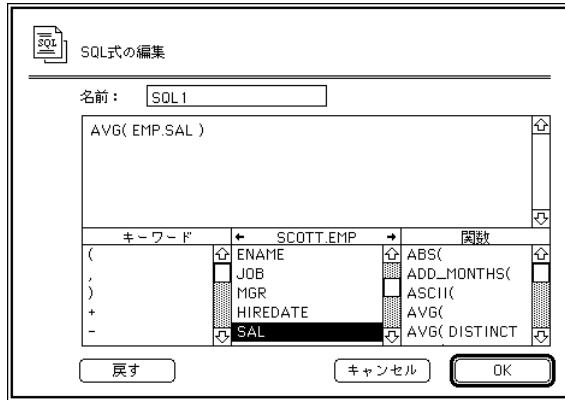 SQL
SQL式の編集
名前： SQL1
AVG( EMP.SAL )
キーワード ← SCOTT.EMP → 関数
( ENAME ABS(
, JOB ADD_MONTHS(
) MGR ASCII(
+ HIREDATE AVG(
- SAL AVG( DISTINCT
戻す キャンセル OK